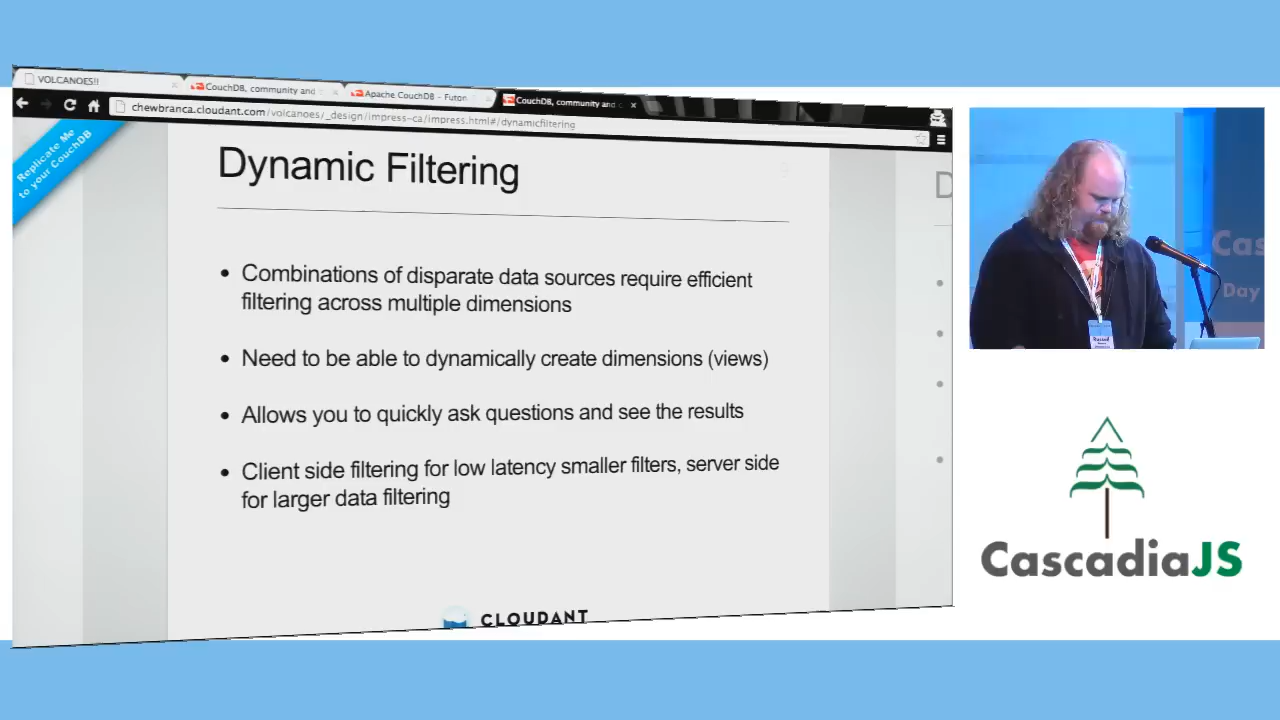 VOLCANOES!!
CouchDB, community and
Apache CouchDB - Futon
CouchDB, community and c
chewbranca.cloudant.com/volcanoes/_design/impress-ca/impress.html#/dynamicfiltering
Replicate Me
to your CouchDB
Dynamic Filtering
D
• Combinations of disparate data sources require efficient
filtering across multiple dimensions
• Need to be able to dynamically create dimensions (views)
• Allows you to quickly ask questions and see the results
• Client side filtering for low latency smaller filters, server side
for larger data filtering
CLOUDANT
Cas
Day
Russell
CascadiaJS